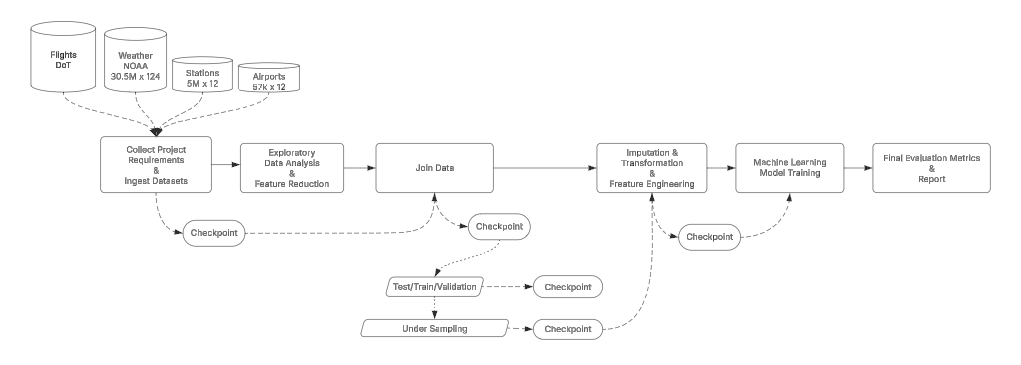 Flights
DoT
Weather
NOAA
30.5M x 124
Stations
5M x 12
Airports
57K x 12
Collect Project
Requirements
&
Ingest Datasets
Exploratory
Data Analysis
&
Feature Reduction
Join Data
Imputation &
Transformation
&
Freature Engineering
Machine Learning
Model Training
Final Evaluation Metrics
&
Report
Checkpoint
Checkpoint
Checkpoint
Test/Train/Validation
Checkpoint
Under Sampling
Checkpoint